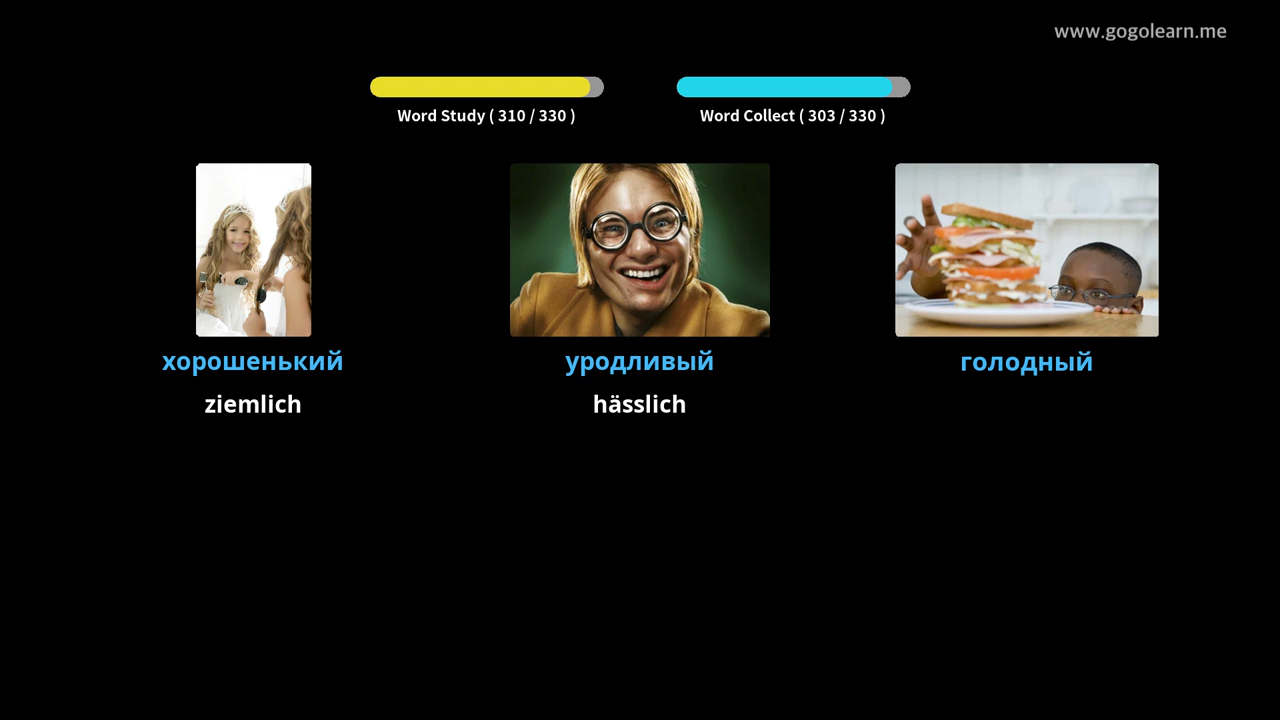 www.gogolearn.me
Word Study ( 310 / 330 )
Word Collect ( 303 / 330 )
хорошенький
уродливый
голодный
ziemlich
hässlich